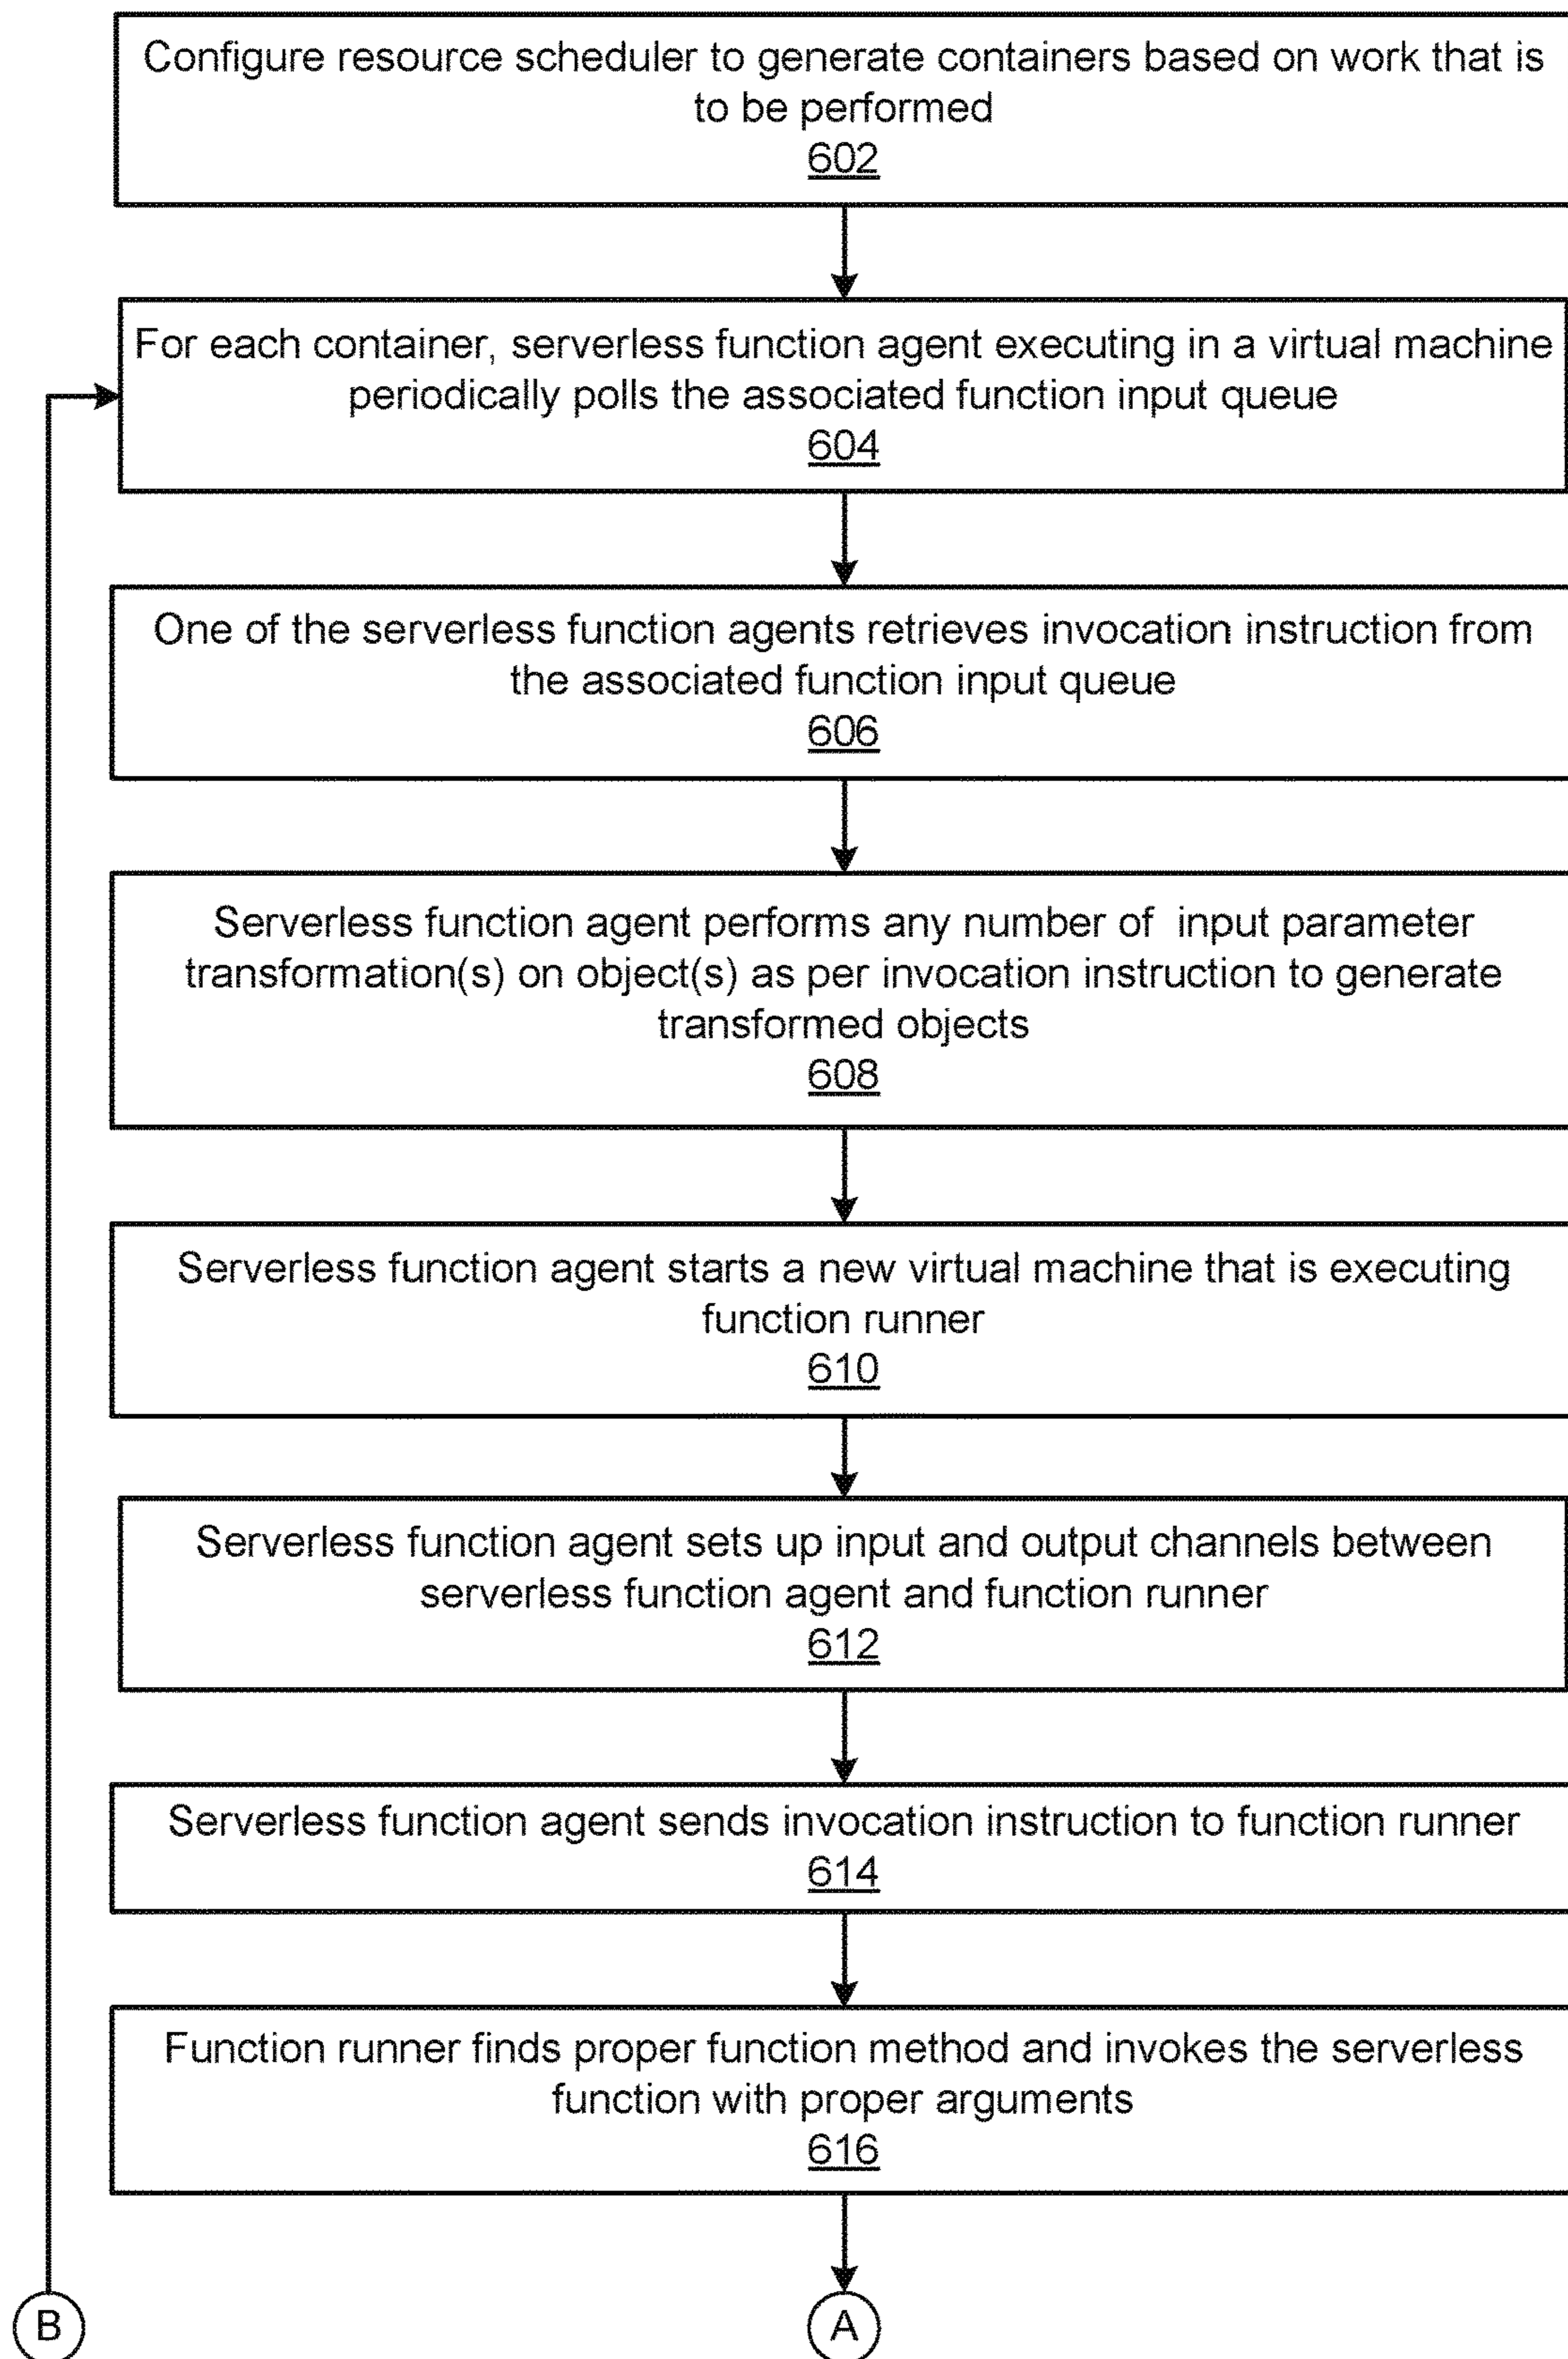 Configure resource scheduler to generate containers based on work that is
to be performed
602
For each container, serverless function agent executing in a virtual machine
periodically polls the associated function input queue
604
One of the serverless function agents retrieves invocation instruction from
the associated function input queue
606
Serverless function agent performs any number of input parameter
transformation(s) on object(s) as per invocation instruction to generate
transformed objects
608
Serverless function agent starts a new virtual machine that is executing
function runner
610
Serverless function agent sets up input and output channels between
serverless function agent and function runner
612
Serverless function agent sends invocation instruction to function runner
614
Function runner finds proper function method and invokes the serverless
function with proper arguments
616
B
A